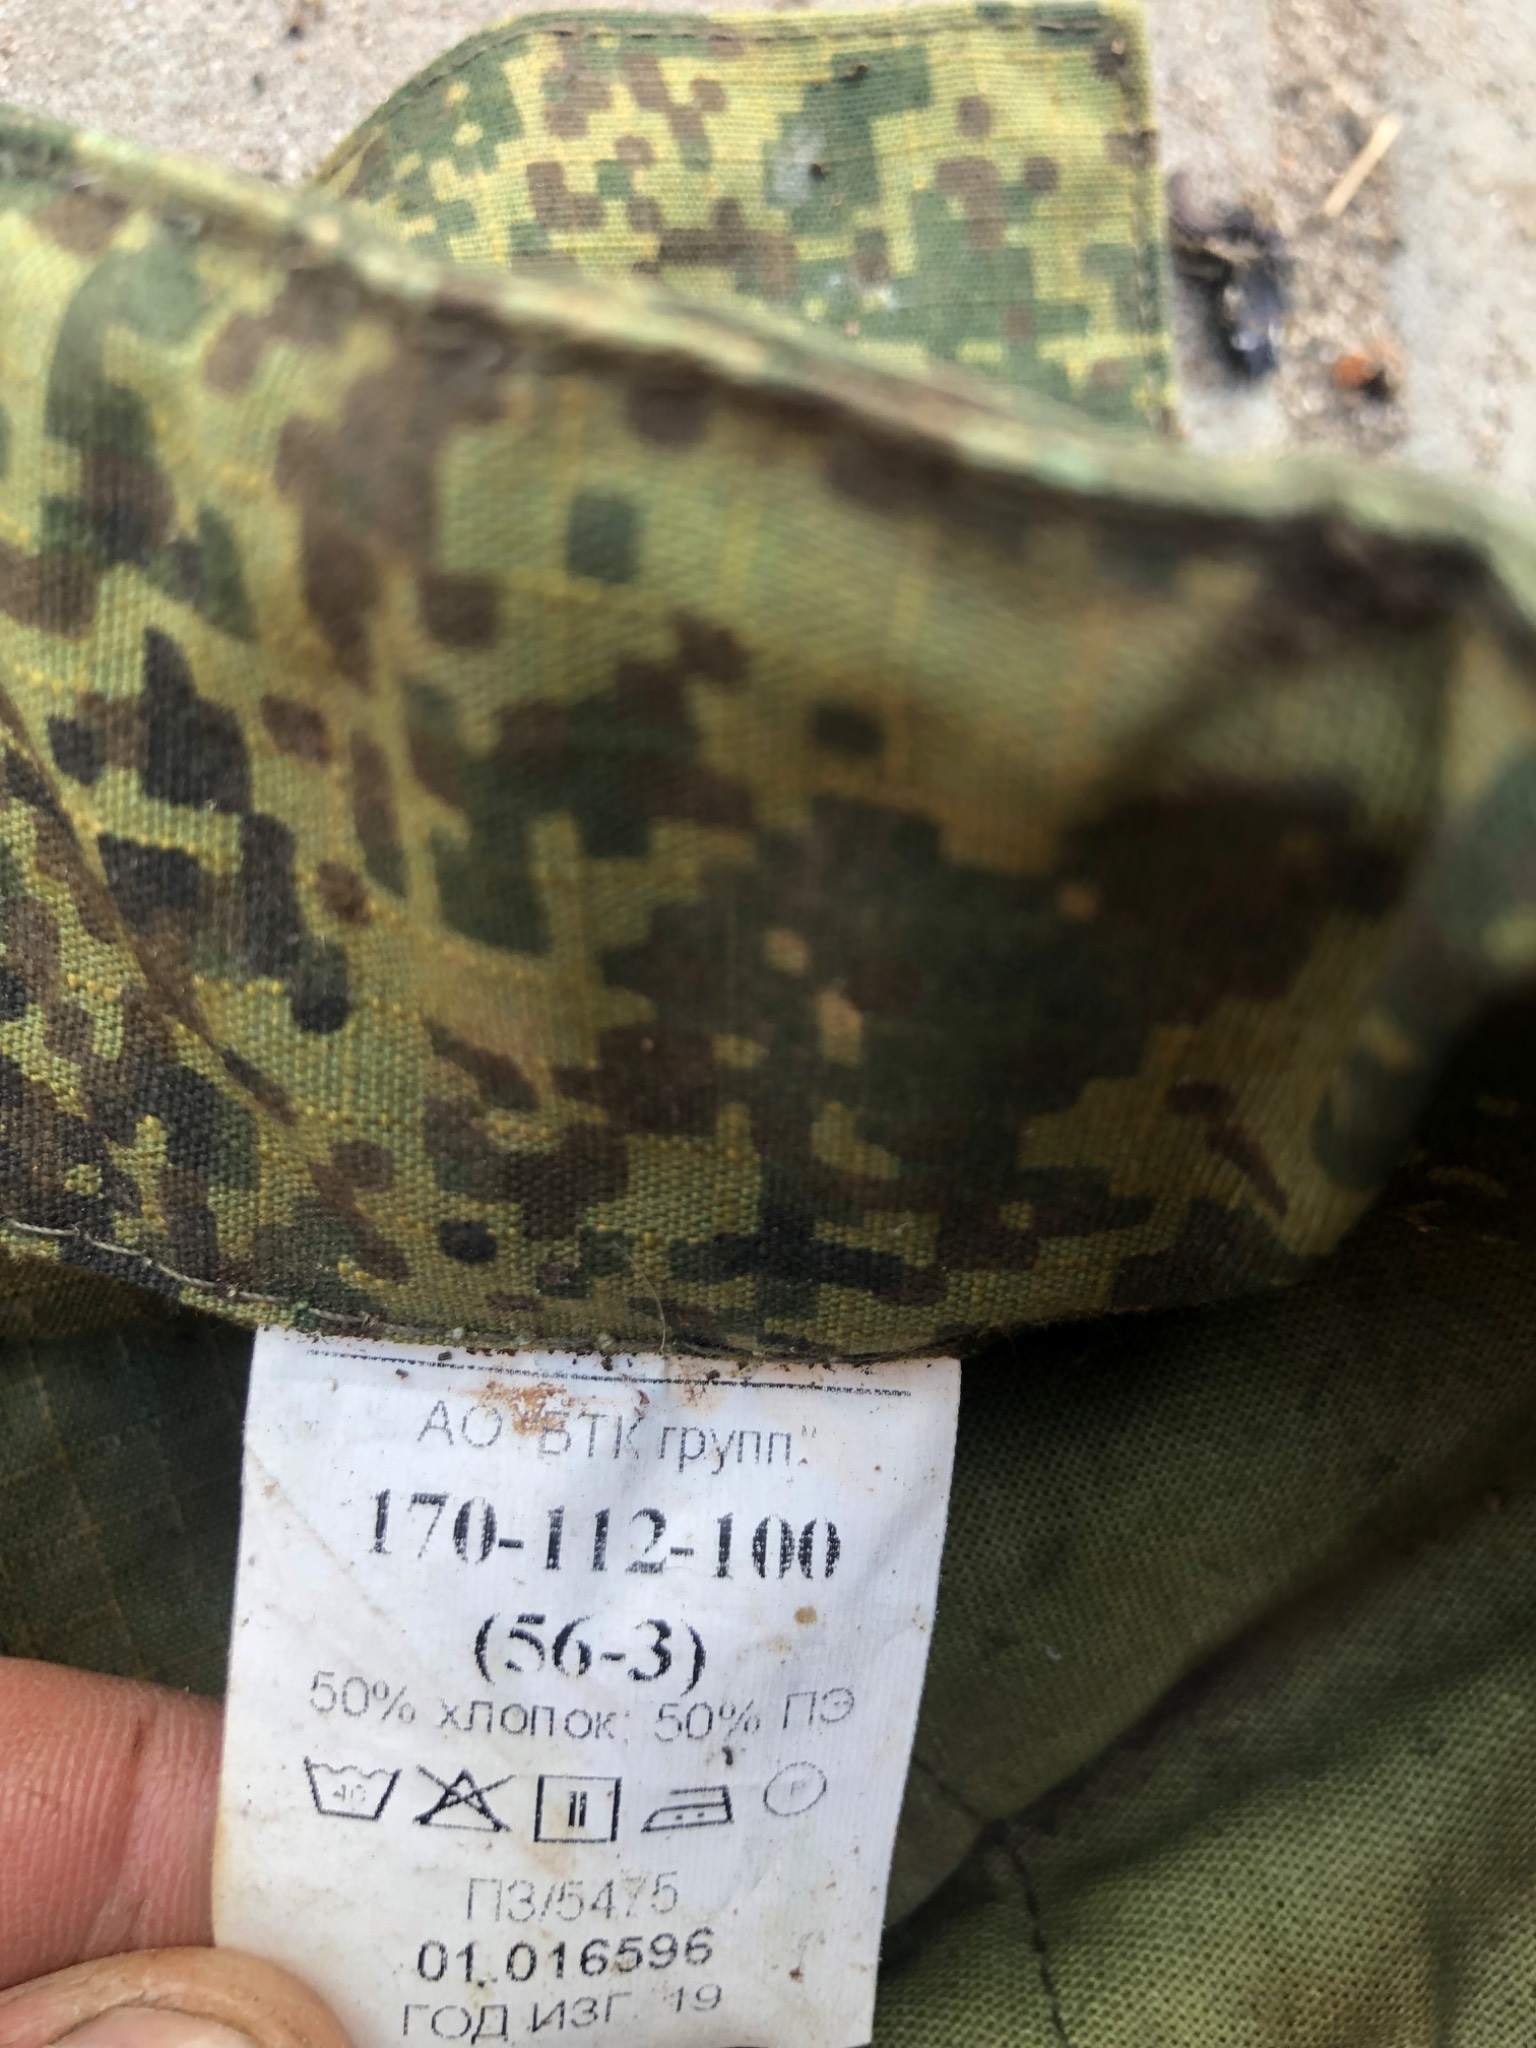 АО "БТК групп."
170-112-100
(56-3)
50% хлопок; 50% ПЭ
40 P
ПЗ/5475
01.016596
ГОД ИЗГ. 19